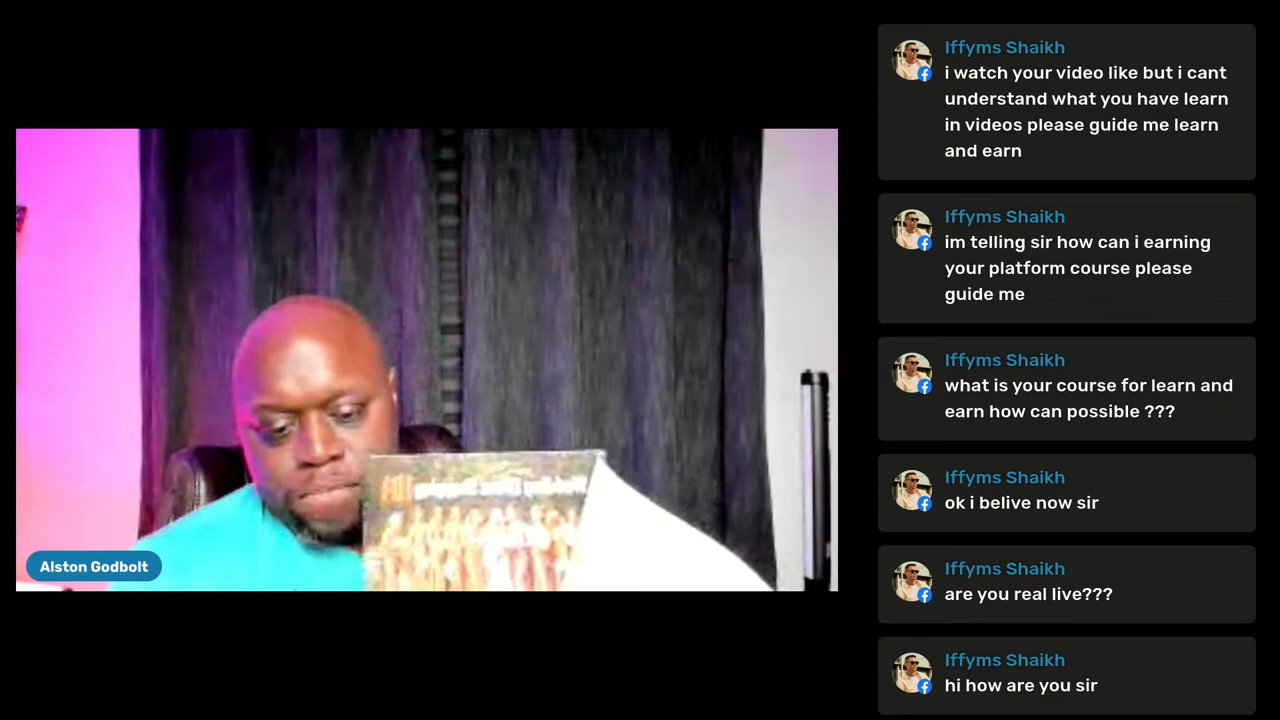 Iffyms Shaikh
i watch your video like but i cant
understand what you have learn
in videos please guide me learn
and earn
Iffyms Shaikh
im telling sir how can i earning
your platform course please
guide me
Iffyms Shaikh
what is your course for learn and
earn how can possible ???
Iffyms Shaikh
ok i belive now sir
Iffyms Shaikh
are you real live???
Iffyms Shaikh
hi how are you sir
Alston Godbolt